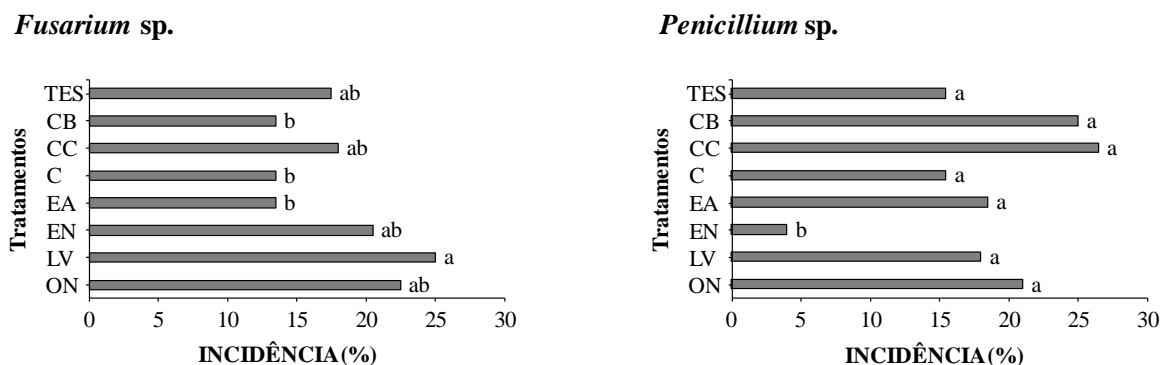 Fusarium sp.
Tratamentos
TES ab
CB b
CC ab
C b
EA b
EN ab
LV a
ON ab
0 5 10 15 20 25 30
INCIDÊNCIA (%)
Penicillium sp.
Tratamentos
TES a
CB a
CC a
C a
EA a
EN b
LV a
ON a
0 5 10 15 20 25 30
INCIDÊNCIA (%)